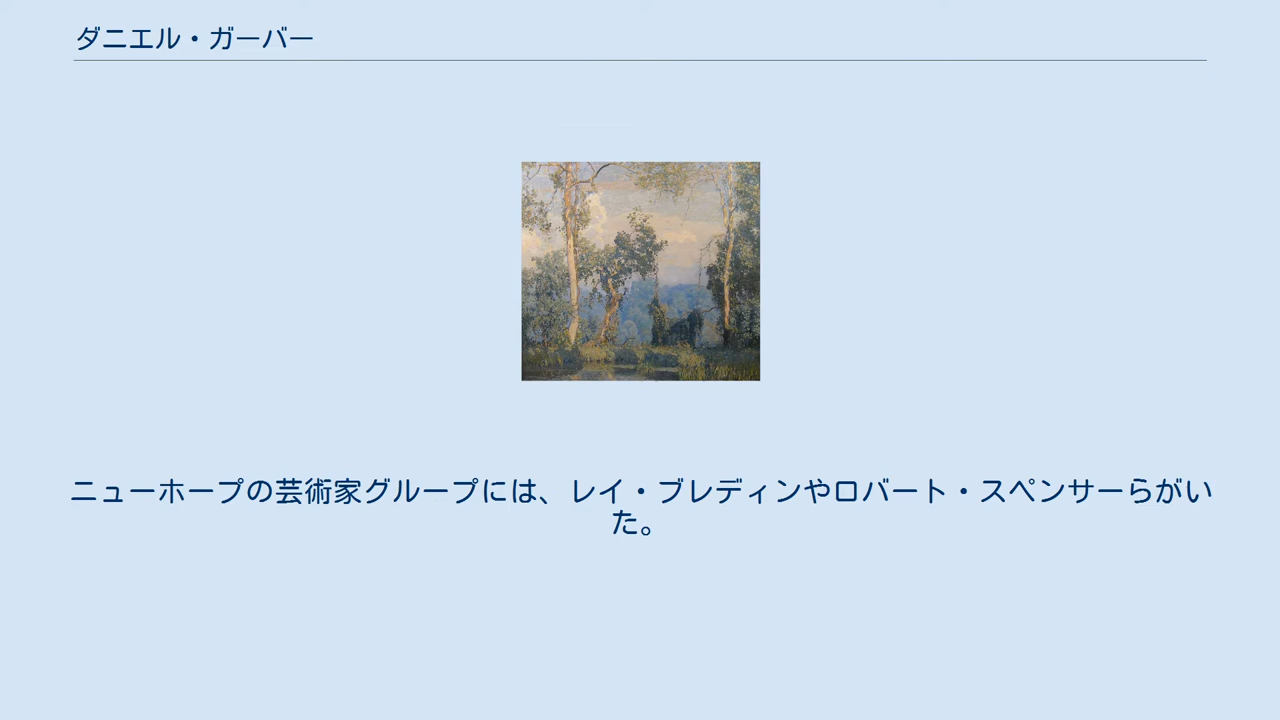 ダニエル・ガーバー
ニューホープの芸術家グループには、レイ・ブレディンやロバート・スペンサーらがい
た。